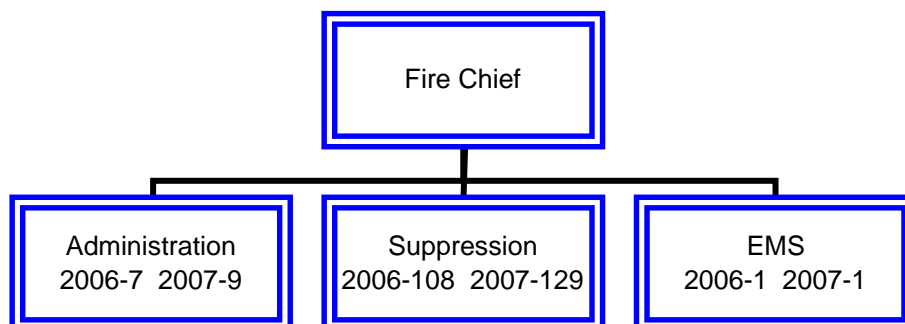 Fire Chief
Administration
2006-7 2007-9
Suppression
2006-108 2007-129
EMS
2006-1 2007-1